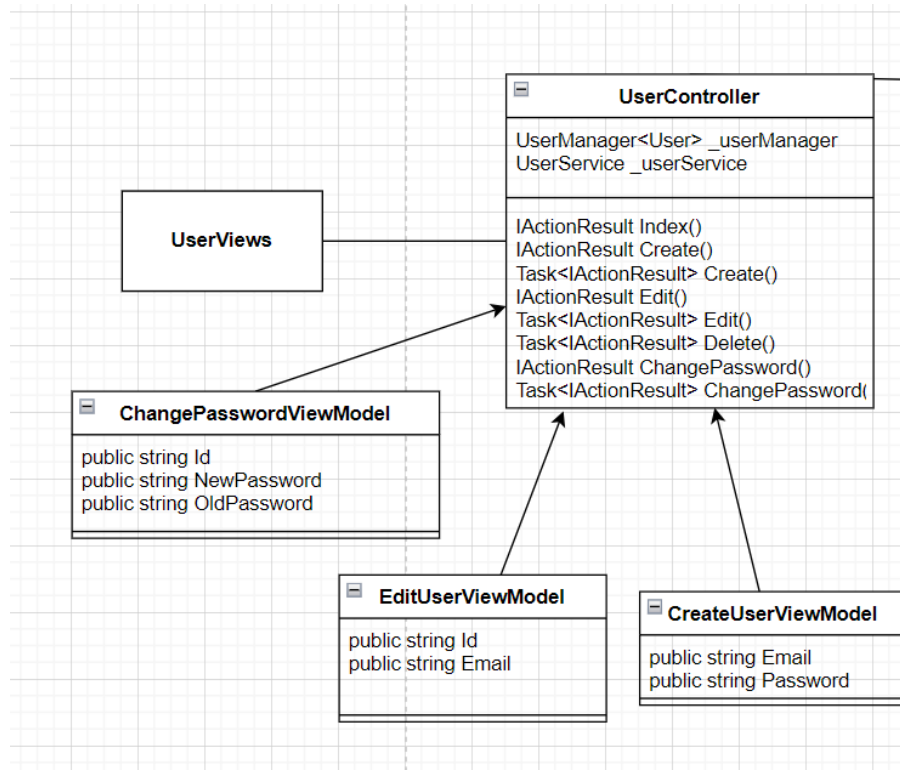 UserController
UserManager<User> _userManager
UserService _userService
IActionResult Index()
IActionResult Create()
Task<IActionResult> Create()
IActionResult Edit()
Task<IActionResult> Edit()
Task<IActionResult> Delete()
IActionResult ChangePassword()
Task<IActionResult> ChangePassword(
UserViews
ChangePasswordViewModel
public string Id
public string NewPassword
public string OldPassword
EditUserViewModel
public string Id
public string Email
CreateUserViewModel
public string Email
public string Password